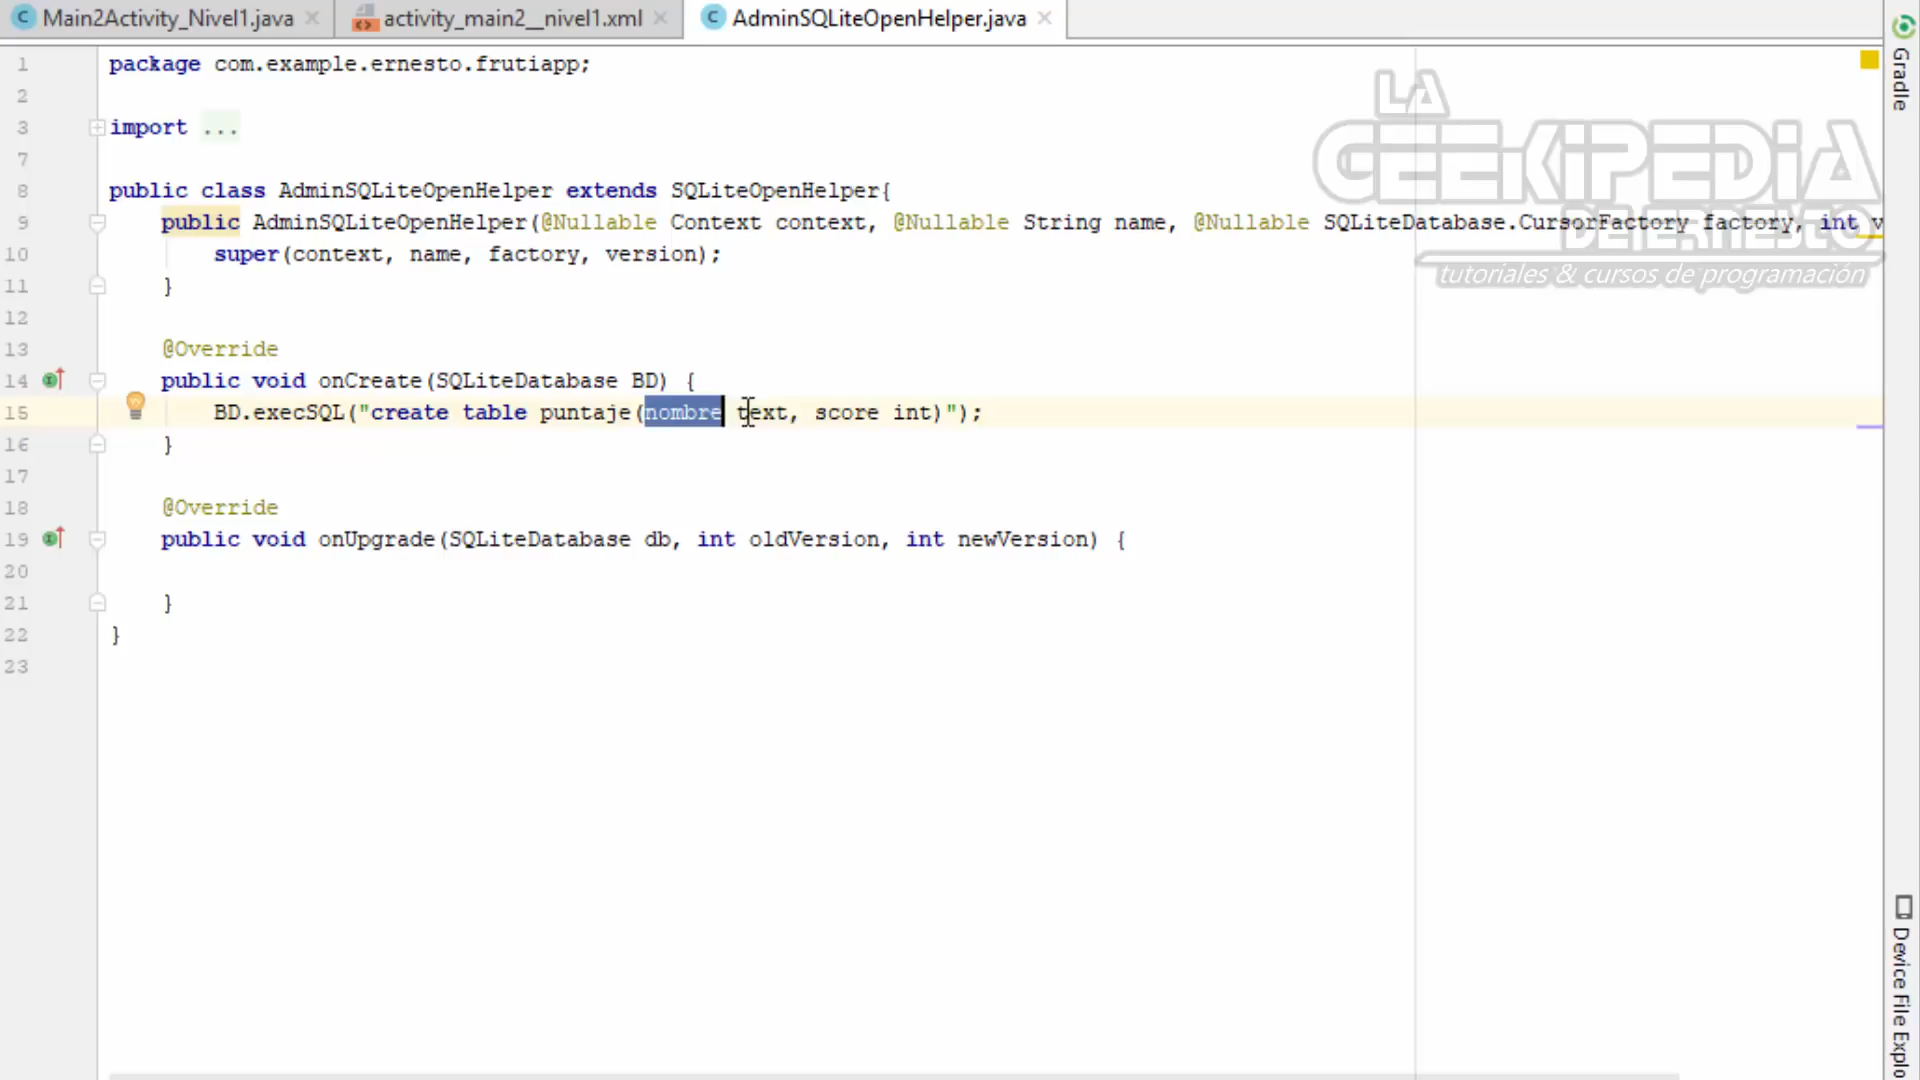 Main2Activity_Nivel1.java
activity_main2__nivel1.xml
AdminSQLiteOpenHelper.java
Gradle
LA
GEEKIPEDIA
DE ERNESTO
tutoriales & cursos de programación
1 package com.example.ernesto.frutiapp;
2
3 import ...
7
8 public class AdminSQLiteOpenHelper extends SQLiteOpenHelper{
9 public AdminSQLiteOpenHelper(@Nullable Context context, @Nullable String name, @Nullable SQLiteDatabase.CursorFactory factory, int v
10 super(context, name, factory, version);
11 }
12
13 @Override
14 public void onCreate(SQLiteDatabase BD) {
15 BD.execSQL("create table puntaje(nombre text, score int)");
16 }
17
18 @Override
19 public void onUpgrade(SQLiteDatabase db, int oldVersion, int newVersion) {
20
21 }
22 }
23
Device File Explo